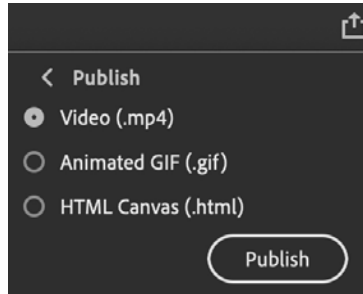 Publish
Video (.mp4)
Animated GIF (.gif)
HTML Canvas (.html)
Publish